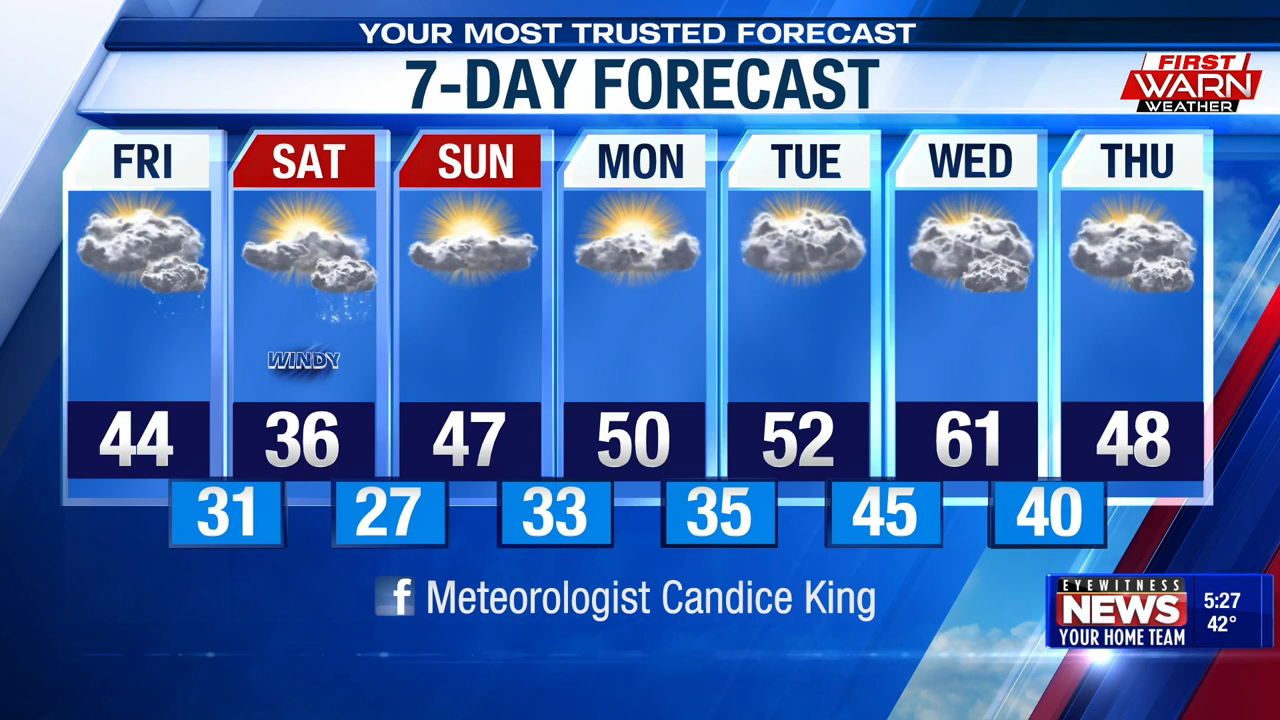 YOUR MOST TRUSTED FORECAST
7-DAY FORECAST
FIRST
WARN
WEATHER
FRI SAT SUN MON TUE WED THU
WINDY
44 36 47 50 52 61 48
31 27 33 35 45 40
f Meteorologist Candice King
EYEWITNESS
NEWS
YOUR HOME TEAM
5:27
42°